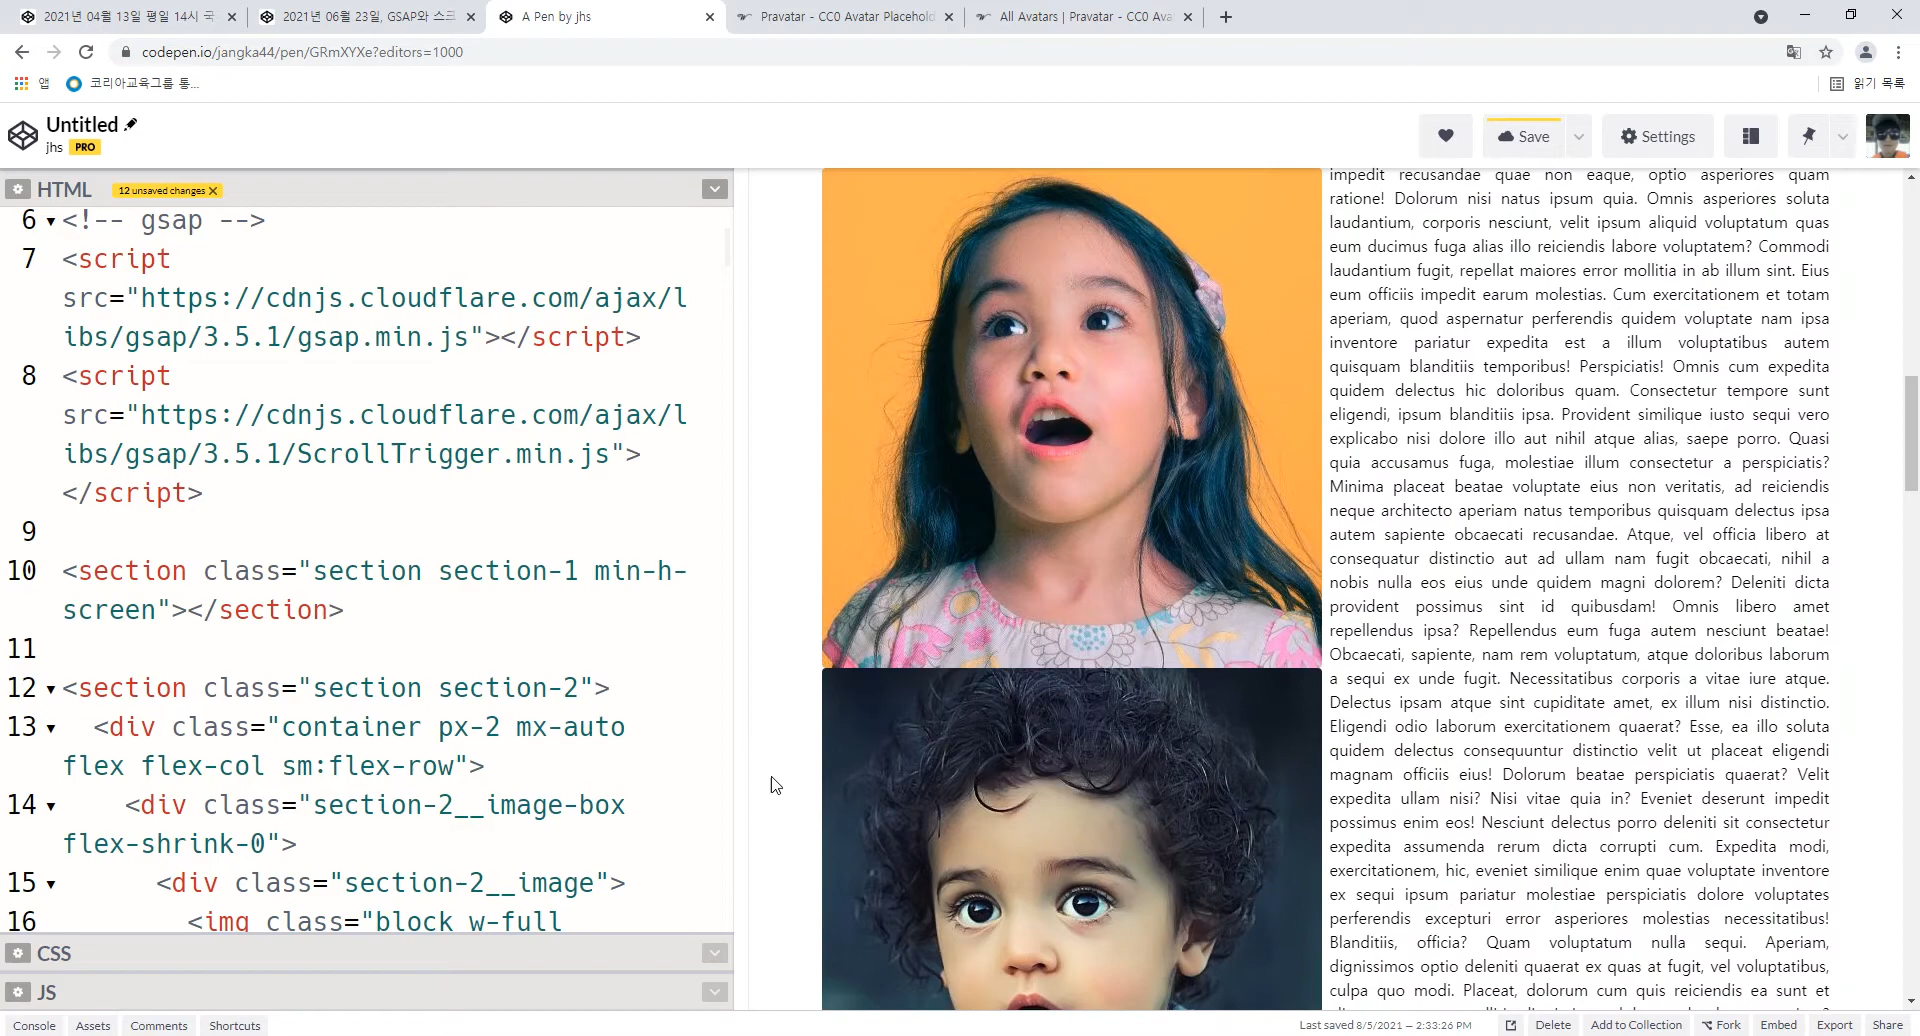 2021년 04월 13일 평일 14시 국
2021년 06월 23일, GSAP와 스크
A Pen by jhs
Pravatar - CC0 Avatar Placehold
All Avatars | Pravatar - CC0 Ava
codepen.io/jangka44/pen/GRmXYXe?editors=1000
앱
코리아교육그룹 통...
읽기 목록
Untitled
jhs PRO
Save
Settings
HTML
12 unsaved changes X
6 <!-- gsap -->
7 <script
src="https://cdnjs.cloudflare.com/ajax/l
ibs/gsap/3.5.1/gsap.min.js"></script>
8 <script
src="https://cdnjs.cloudflare.com/ajax/l
ibs/gsap/3.5.1/ScrollTrigger.min.js">
</script>
9
10 <section class="section section-1 min-h-
screen"></section>
11
12 <section class="section section-2">
13 <div class="container px-2 mx-auto
flex flex-col sm:flex-row">
14 <div class="section-2__image-box
flex-shrink-0">
15 <div class="section-2__image">
16 <img class="block w-full
CSS
JS
impedit recusandae quae non eaque, optio asperiores quam
ratione! Dolorum nisi natus ipsum quia. Omnis asperiores soluta
laudantium, corporis nesciunt, velit ipsum aliquid voluptatum quas
eum ducimus fuga alias illo reiciendis labore voluptatem? Commodi
laudantium fugit, repellat maiores error mollitia in ab illum sint. Eius
eum officiis impedit earum molestias. Cum exercitationem et totam
aperiam, quod aspernatur perferendis quidem voluptate nam ipsa
inventore pariatur expedita est a illum voluptatibus autem
quisquam blanditiis temporibus! Perspiciatis! Omnis cum expedita
quidem delectus hic doloribus quam. Consectetur tempore sunt
eligendi, ipsum blanditiis ipsa. Provident similique iusto sequi vero
explicabo nisi dolore illo aut nihil atque alias, saepe porro. Quasi
quia accusamus fuga, molestiae illum consectetur a perspiciatis?
Minima placeat beatae voluptate eius non veritatis, ad reiciendis
neque architecto aperiam natus temporibus quisquam delectus ipsa
autem sapiente obcaecati recusandae. Atque, vel officia libero at
consequatur distinctio aut ad ullam nam fugit obcaecati, nihil a
nobis nulla eos eius unde quidem magni dolorem? Deleniti dicta
provident possimus sint id quibusdam! Omnis libero amet
repellendus ipsa? Repellendus eum fuga autem nesciunt beatae!
Obcaecati, sapiente, nam rem voluptatum, atque doloribus laborum
a sequi ex unde fugit. Necessitatibus corporis a vitae iure atque.
Delectus ipsam atque sint cupiditate amet, ex illum nisi distinctio.
Eligendi odio laborum exercitationem quaerat? Esse, ea illo soluta
quidem delectus consequuntur distinctio velit ut placeat eligendi
magnam officiis eius! Dolorum beatae perspiciatis quaerat? Velit
expedita ullam nisi? Nisi vitae quia in? Eveniet deserunt impedit
possimus enim eos! Nesciunt delectus porro deleniti sit consectetur
expedita assumenda rerum dicta corrupti cum. Expedita modi,
exercitationem, hic, eveniet similique enim quae voluptate inventore
ex sequi ipsum pariatur molestiae perspiciatis dolore voluptates
perferendis excepturi error asperiores molestias necessitatibus!
Blanditiis, officia? Quam voluptatum nulla sequi. Aperiam,
dignissimos optio deleniti quaerat ex quas at fugit, vel voluptatibus,
culpa quo modi. Placeat, dolorum cum quis reiciendis ea sunt et
Console Assets Comments Shortcuts
Last saved 8/5/2021 — 2:33:26 PM
Delete Add to Collection Fork Embed Export Share